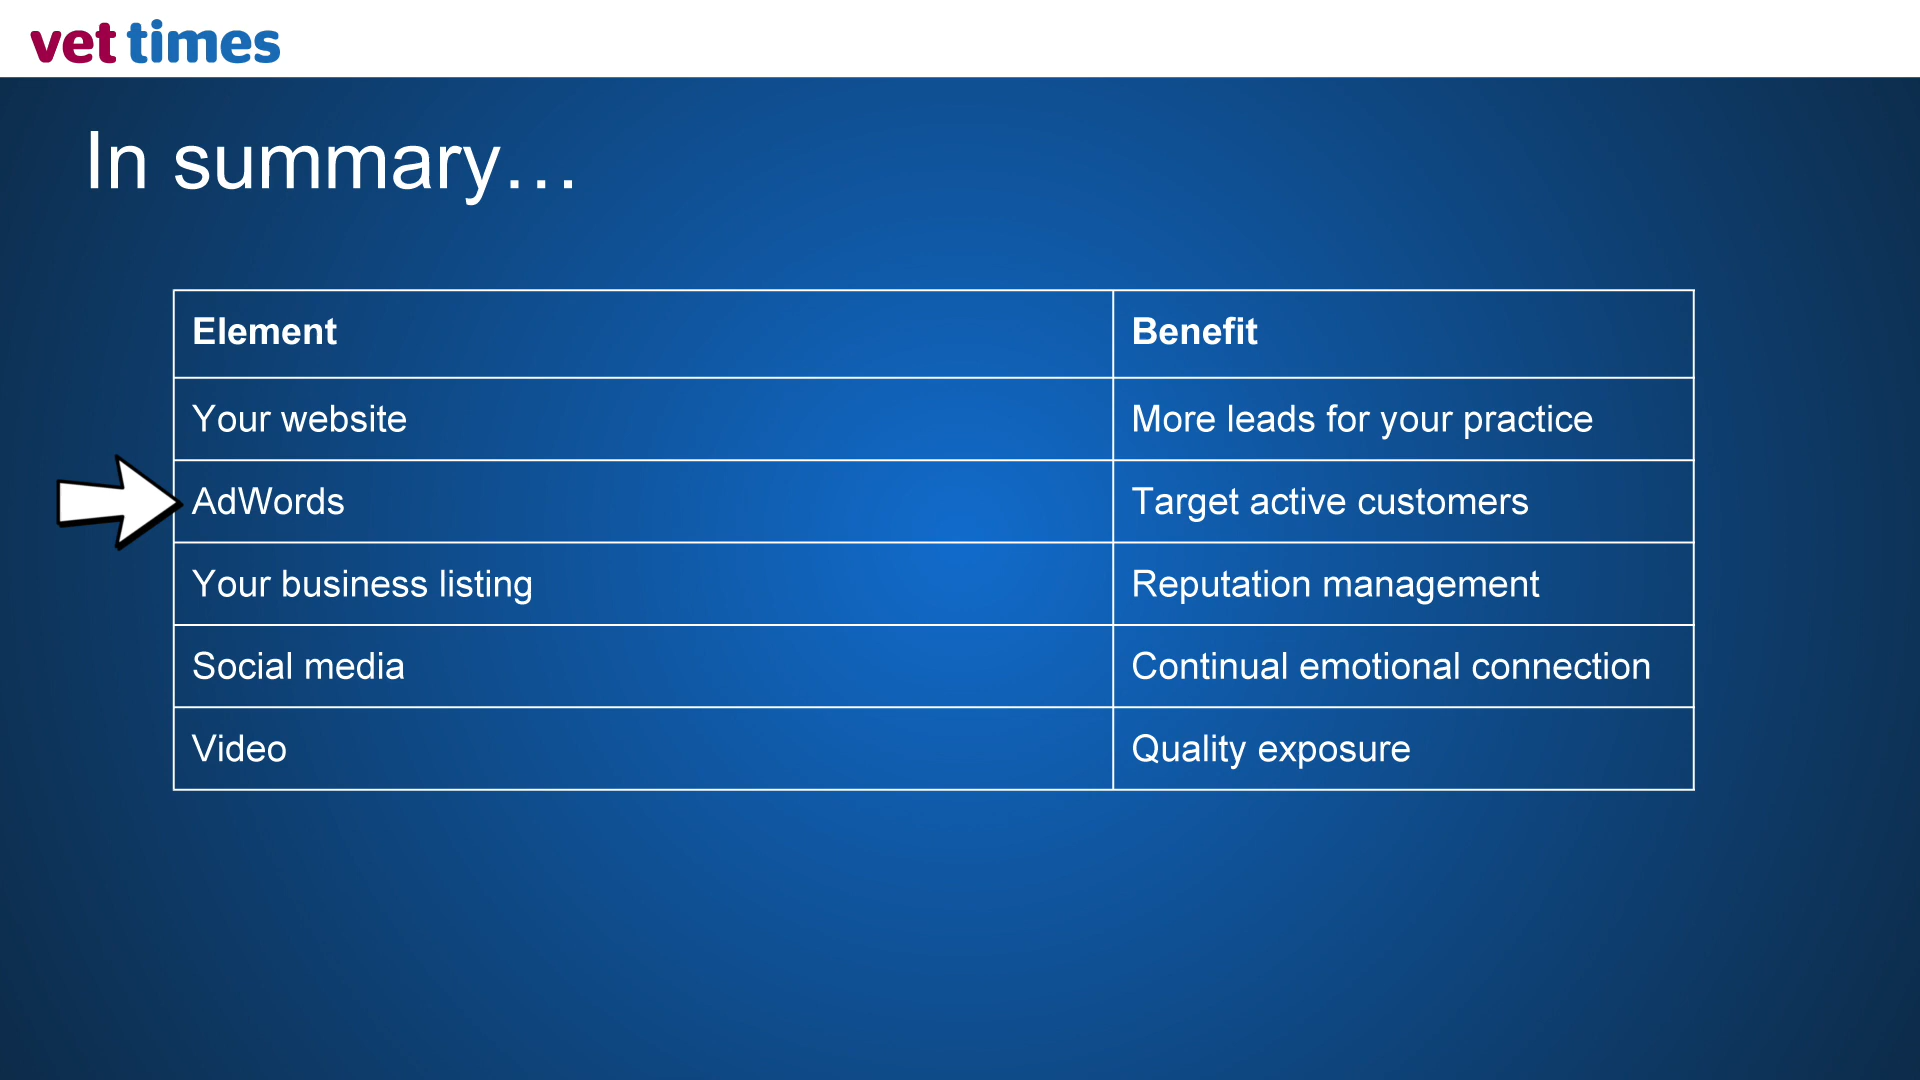 vet times
In summary…
Element Benefit
Your website More leads for your practice
AdWords Target active customers
Your business listing Reputation management
Social media Continual emotional connection
Video Quality exposure